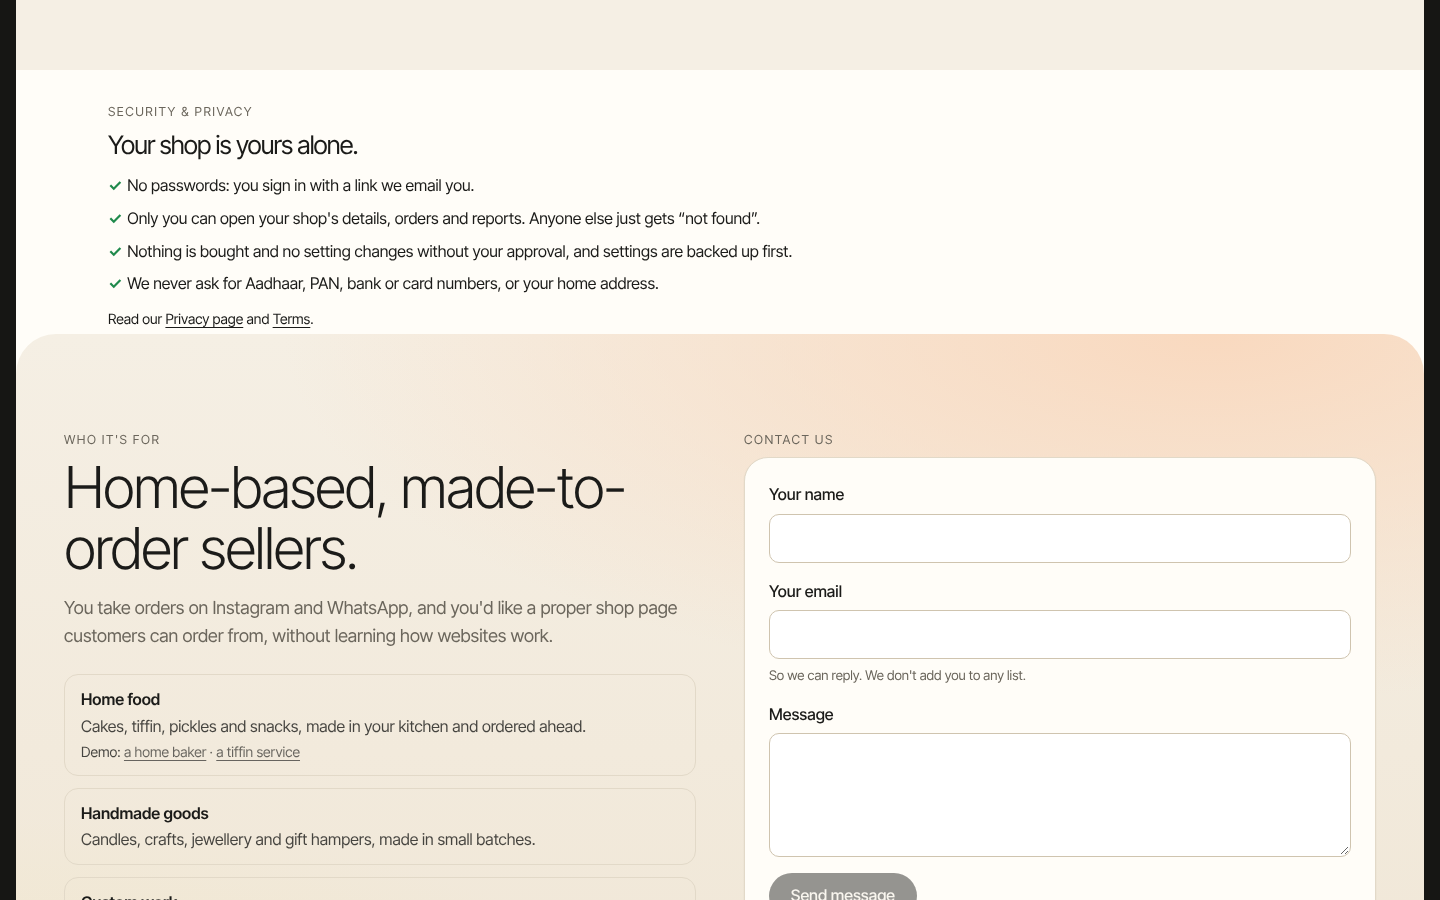 SECURITY & PRIVACY
Your shop is yours alone.
✓ No passwords: you sign in with a link we email you.
✓ Only you can open your shop's details, orders and reports. Anyone else just gets “not found”.
✓ Nothing is bought and no setting changes without your approval, and settings are backed up first.
✓ We never ask for Aadhaar, PAN, bank or card numbers, or your home address.
Read our Privacy page and Terms.
WHO IT'S FOR
Home-based, made-to-
order sellers.
You take orders on Instagram and WhatsApp, and you'd like a proper shop page
customers can order from, without learning how websites work.
Home food
Cakes, tiffin, pickles and snacks, made in your kitchen and ordered ahead.
Demo: a home baker · a tiffin service
Handmade goods
Candles, crafts, jewellery and gift hampers, made in small batches.
Custom work
CONTACT US
Your name
Your email
So we can reply. We don't add you to any list.
Message
Send message